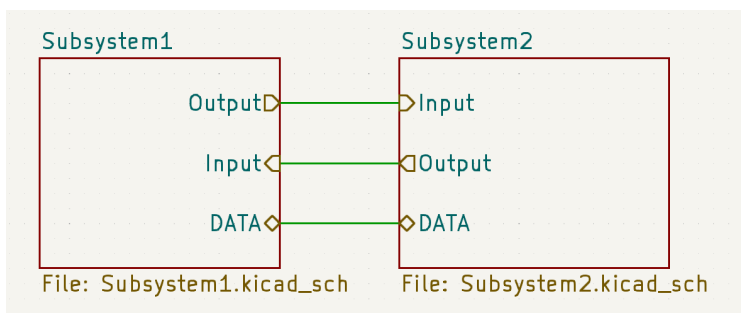 Subsystem1
Output
Input
DATA
File: Subsystem1.kicad_sch
Subsystem2
Input
Output
DATA
File: Subsystem2.kicad_sch